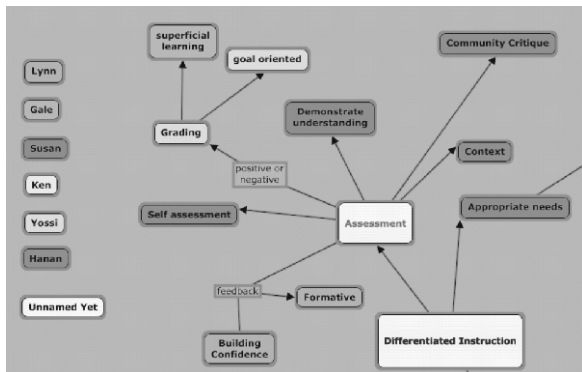 superficial
learning
goal oriented
Community Critique
Lynn
Gale
Demonstrate
understanding
Grading
Susan
Context
positive or
negative
Ken
Appropriate needs
Self assessment
Assessment
Yossi
Hanan
feedback
Formative
Unnamed Yet
Building
Confidence
Differentiated Instruction